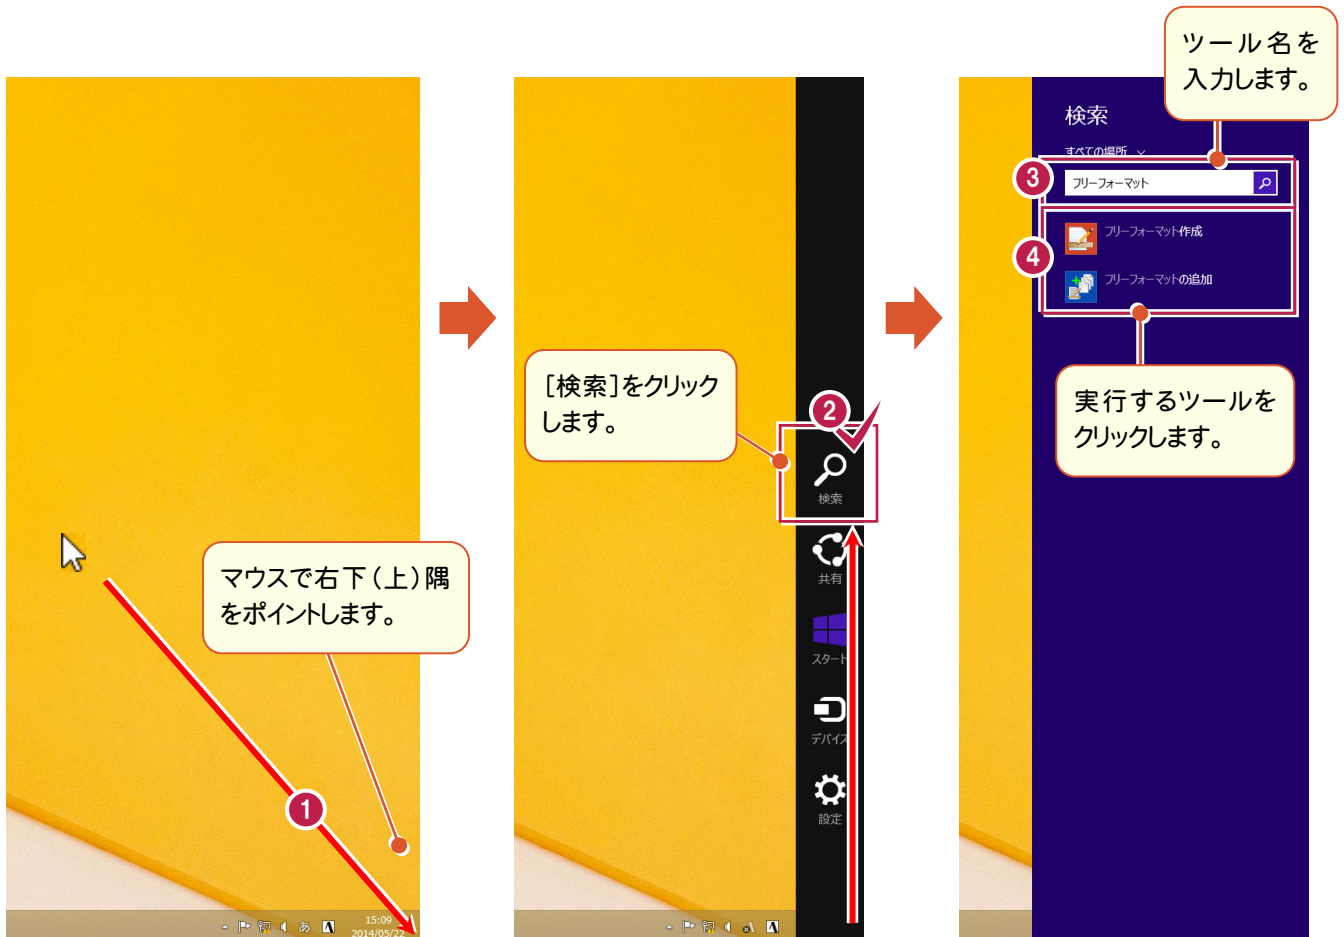 マウスで右下(上)隅
をポイントします。
1
あ
A
15:09
2014/05/22
[検索]をクリック
します。
2
検索
共有
スタート
デバイス
設定
A
ツール名を
入力します。
検索
すべての場所
3
フリーフォーマット
4
フリーフォーマット作成
フリーフォーマットの追加
実行するツールを
クリックします。